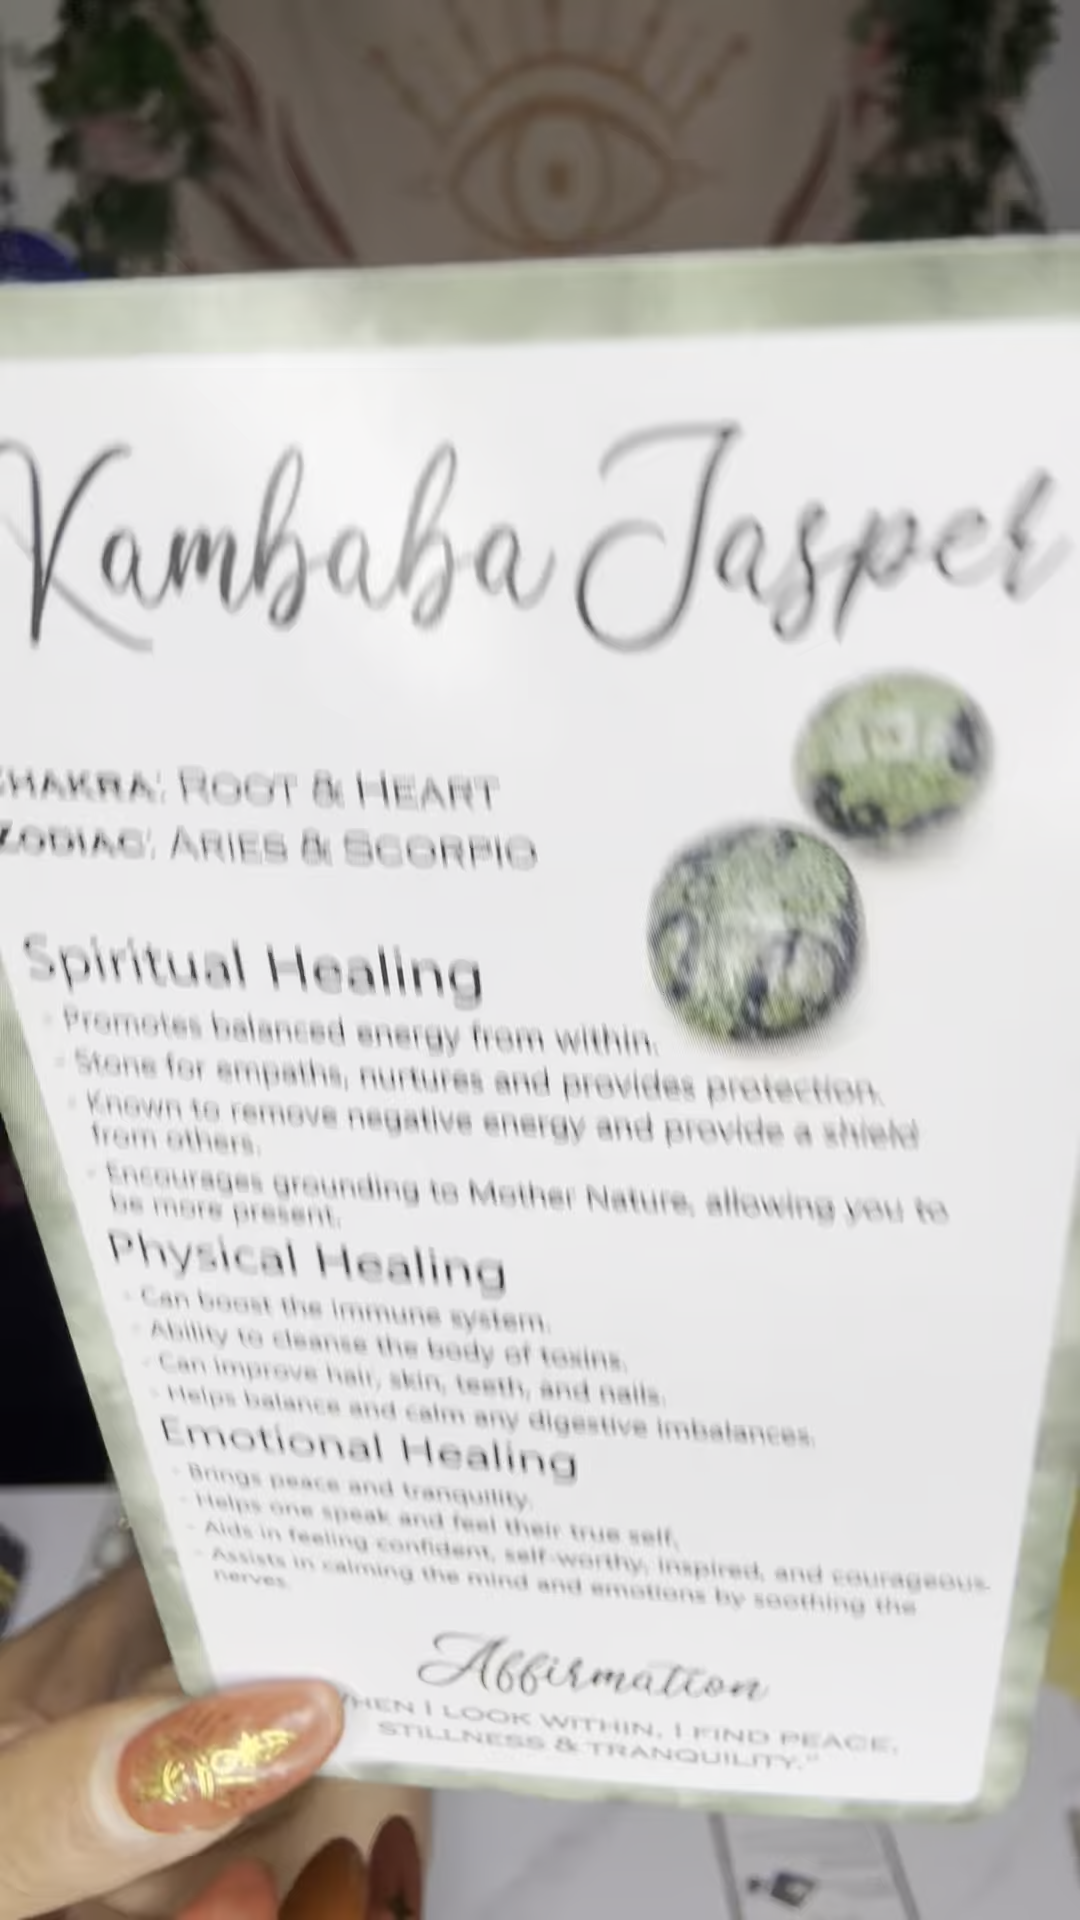 Kambaba Jasper
CHAKRA: ROOT & HEART
ZODIAC: ARIES & SCORPIO
Spiritual Healing
- Promotes balanced energy from within.
- Stone for empaths, nurtures and provides protection.
- Known to remove negative energy and provide a shield
from others.
- Encourages grounding to Mother Nature, allowing you to
be more present.
Physical Healing
- Can boost the immune system.
- Ability to cleanse the body of toxins.
- Can improve hair, skin, teeth, and nails.
- Helps balance and calm any digestive imbalances.
Emotional Healing
- Brings peace and tranquility.
- Helps one speak and feel their true self.
- Aids in feeling confident, self-worthy, inspired, and courageous.
- Assists in calming the mind and emotions by soothing the
nerves.
Affirmation
WHEN I LOOK WITHIN, I FIND PEACE,
STILLNESS & TRANQUILITY."